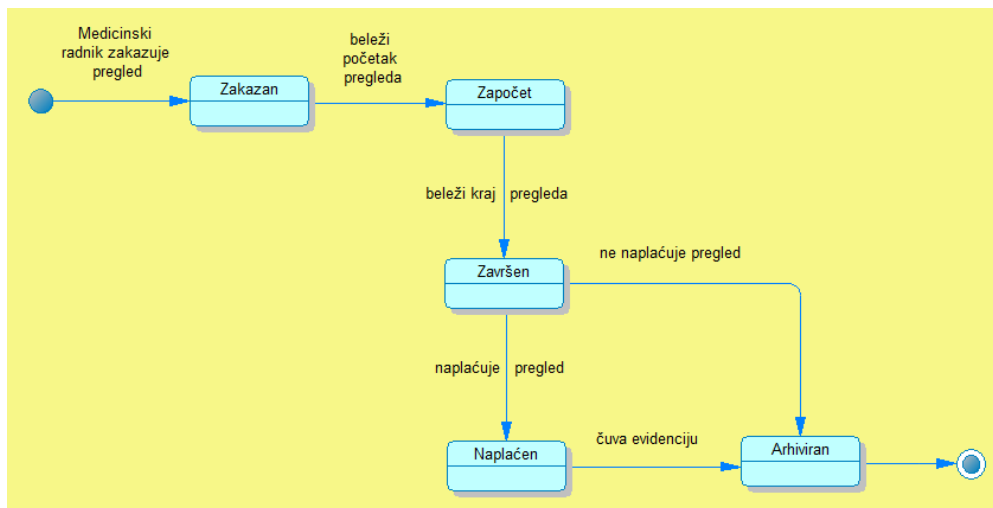 Medicinski
radnik zakazuje
pregled
beleži
početak
pregleda
Zakazan
Započet
beleži kraj pregleda
Završen
ne naplaćuje pregled
naplaćuje pregled
Naplaćen
čuva evidenciju
Arhiviran